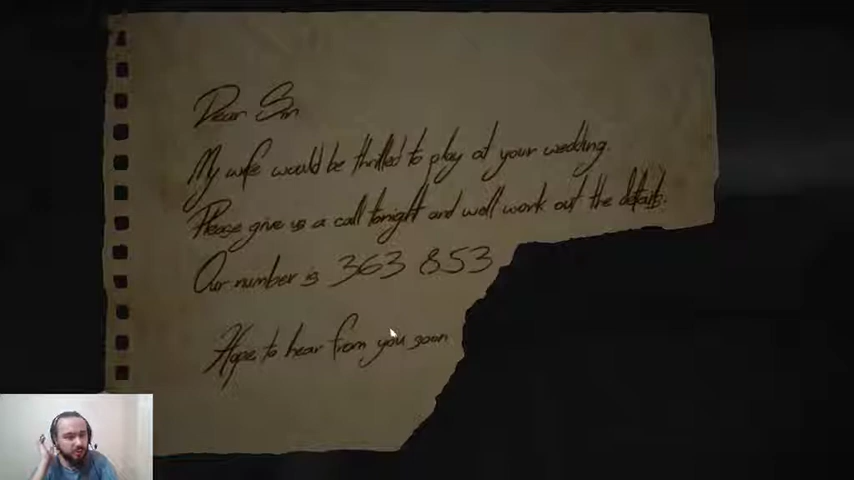 Dear Sir
My wife would be thrilled to play at your wedding.
Please give us a call tonight and we'll work out the details.
Our number is 363 853
Hope to hear from you soon